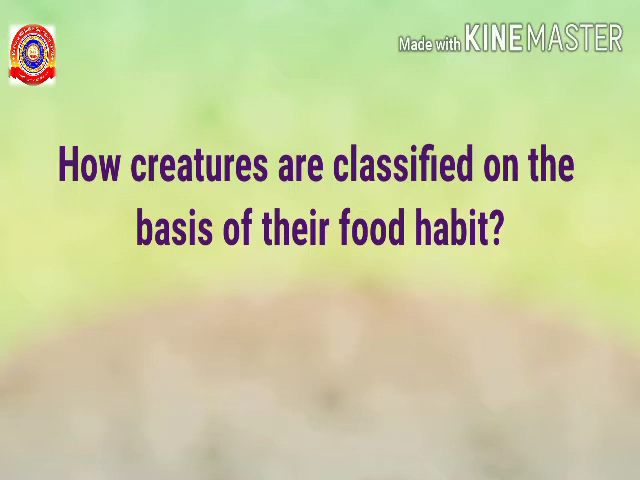 Made with KINEMASTER
How creatures are classified on the
basis of their food habit?